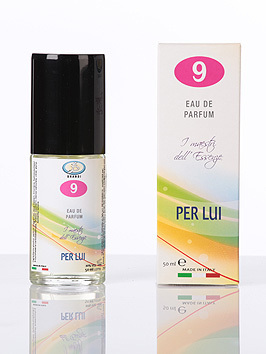 9
EAU DE
PARFUM
I maestri
dell'Essenze
PER LUI
9
EAU DE
PARFUM
I maestri
dell'Essenze
PER LUI
50 ml e
MADE IN ITALY